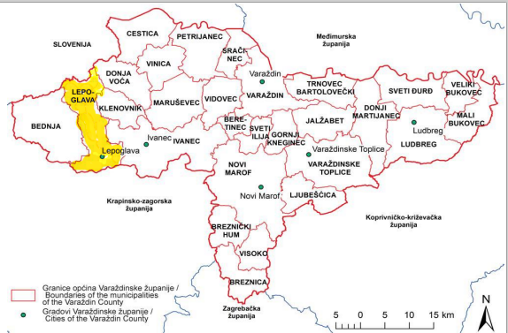 CESTICA
PETRIJANEC
Međimurska
županija
SLOVENIJA
SRAČI-
NEC
VINICA
DONJA
VOĆA
Varaždin
TRNOVEC
BARTOLOVEČKI
SVETI ĐURĐ
VELIKI
BUKOVEC
LEPO-
GLAVA
KLENOVNIK
MARUŠEVEC
VIDOVEC
VARAŽDIN
DONJI
MARTIJANEC
MALI
BUKOVEC
BEDNJA
BERE-
TINEC
SVETI
ILIJA
GORNJI
KNEGINEC
JALŽABET
Ludbreg
LUDBREG
Ivanec
IVANEC
Lepoglava
Varaždinske Toplice
VARAŽDINSKE
TOPLICE
NOVI
MAROF
Novi Marof
LJUBEŠĆICA
Krapinsko-zagorska
županija
Koprivničko-križevačka
županija
BREZNIČKI
HUM
VISOKO
BREZNICA
Zagrebačka
županija
Granice općina Varaždinske županije /
Boundaries of the municipalities
of the Varaždin County
Gradovi Varaždinske županije /
Cities of the Varaždin County
5 0 5 10 15 km
N